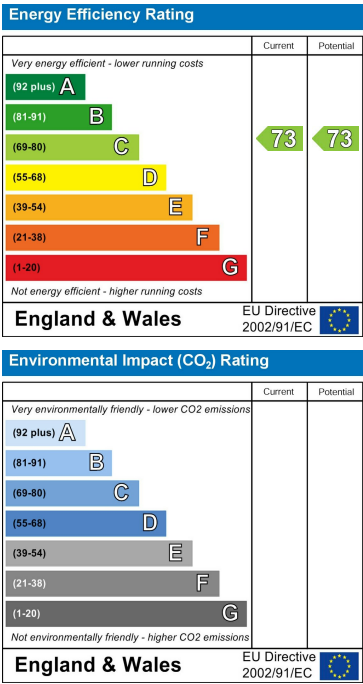 Energy Efficiency Rating
Current Potential
Very energy efficient - lower running costs
(92 plus) A
(81-91) B
(69-80) C
73 73
(55-68) D
(39-54) E
(21-38) F
(1-20) G
Not energy efficient - higher running costs
England & Wales
EU Directive
2002/91/EC
Environmental Impact (CO₂) Rating
Current Potential
Very environmentally friendly - lower CO2 emissions
(92 plus) A
(81-91) B
(69-80) C
(55-68) D
(39-54) E
(21-38) F
(1-20) G
Not environmentally friendly - higher CO2 emissions
England & Wales
EU Directive
2002/91/EC